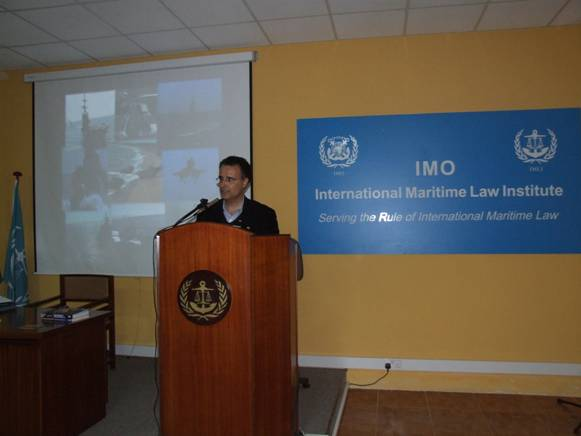 IMO
International Maritime Law Institute
Serving the Rule of International Maritime Law